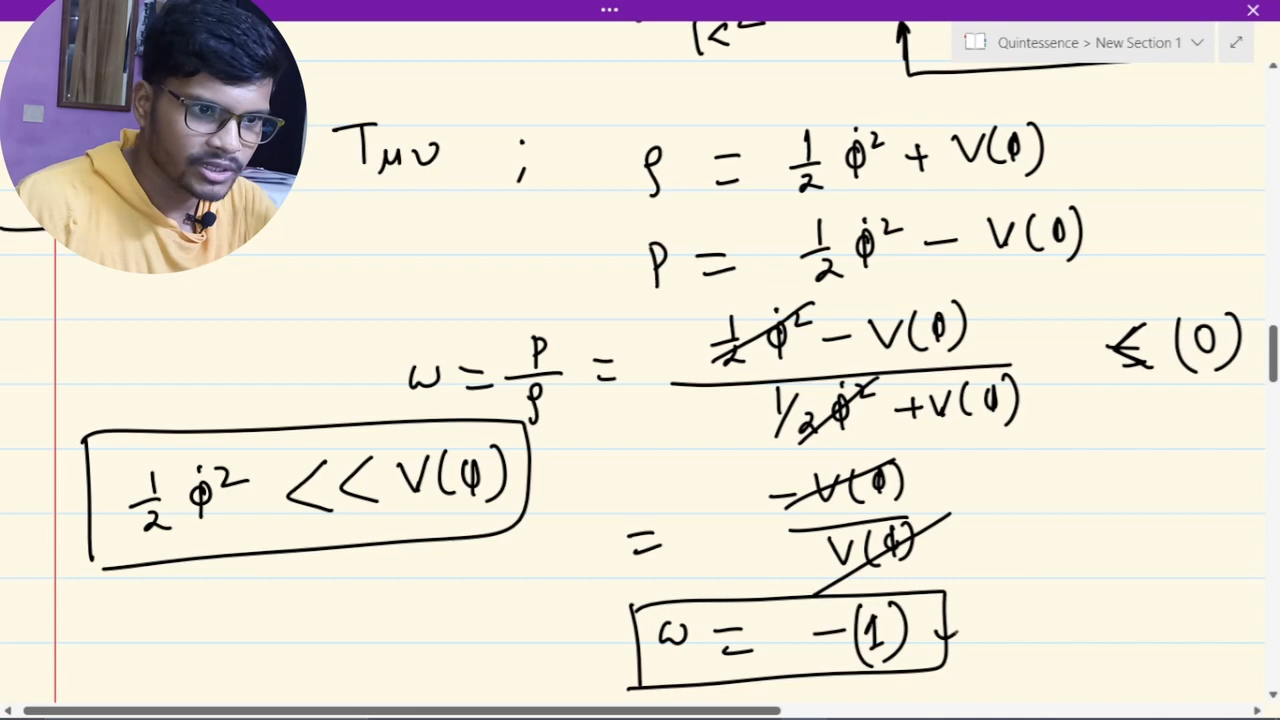 ...
Quintessence > New Section 1
k²
Tμν ; ρ = 1/2 φ̇² + V(φ)
P = 1/2 φ̇² − V(φ)
ω = P/ρ = (1/2 φ̇² − V(φ))/(1/2 φ̇² + V(φ)) ≤ (0)
1/2 φ̇² << V(φ)
= −V(φ)/V(φ)
ω = −(1)